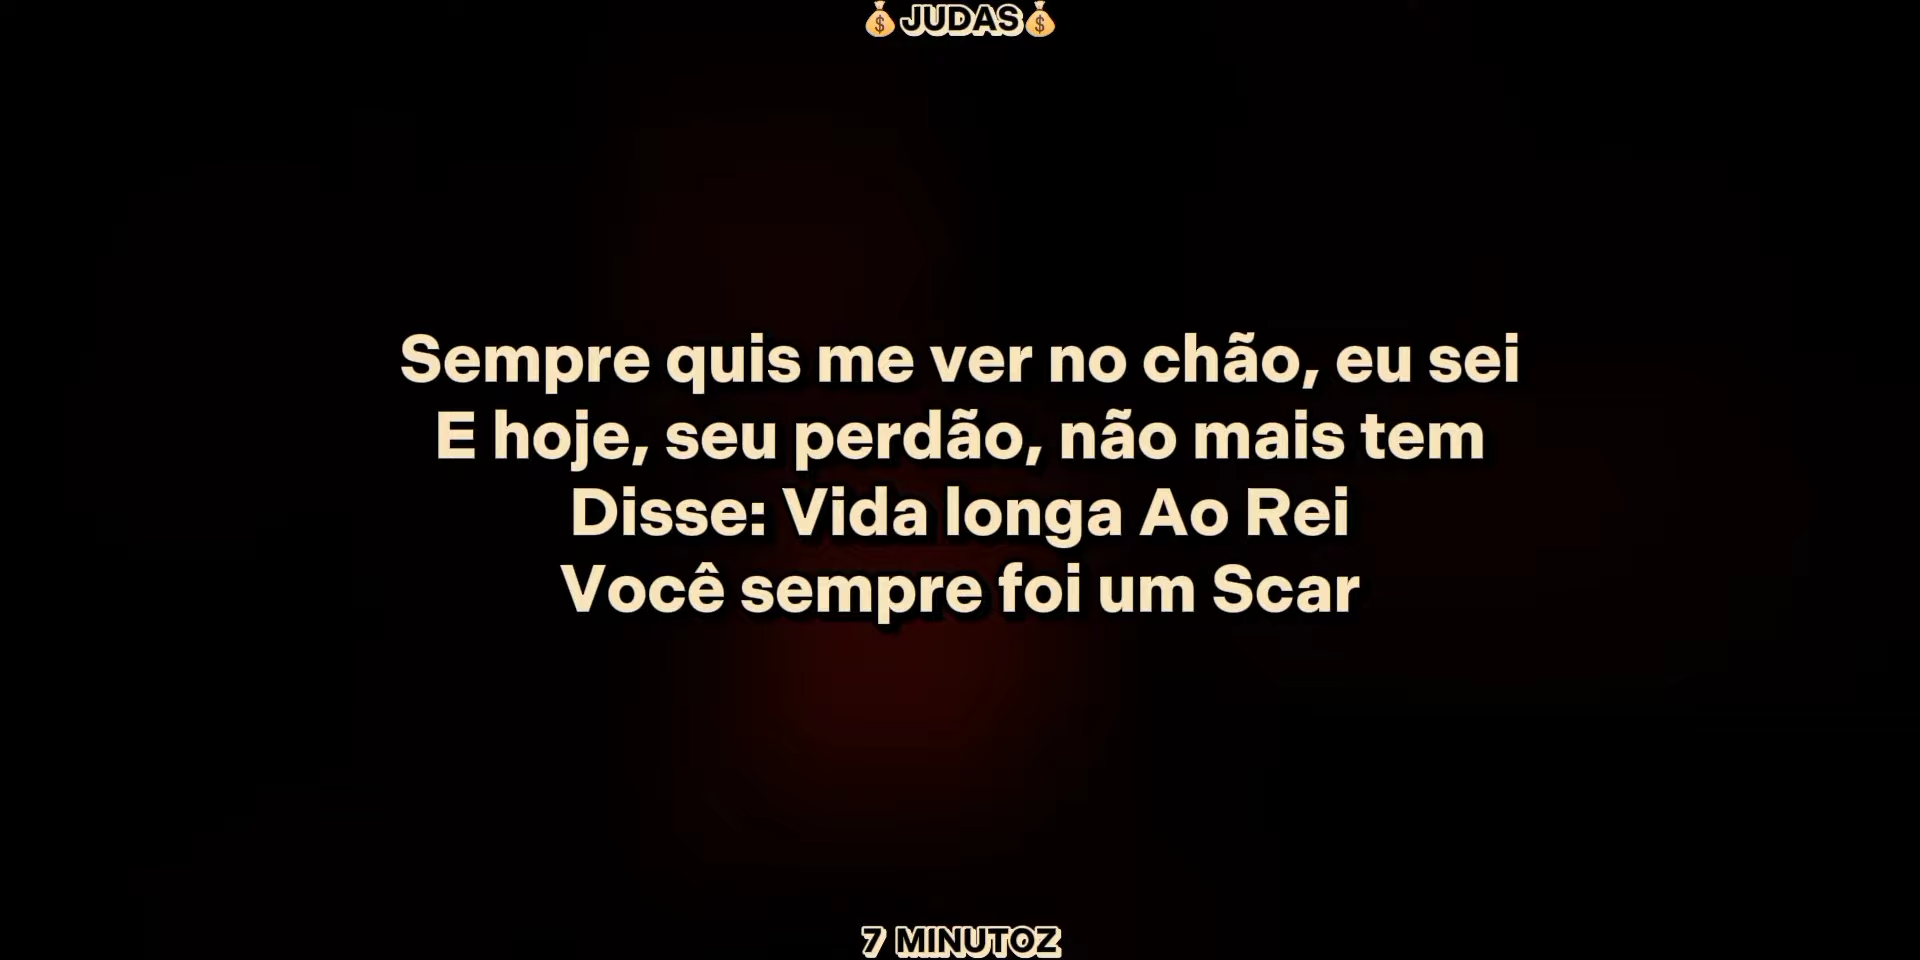 💰JUDAS💰
Sempre quis me ver no chão, eu sei
E hoje, seu perdão, não mais tem
Disse: Vida longa Ao Rei
Você sempre foi um Scar
7 MINUTOZ